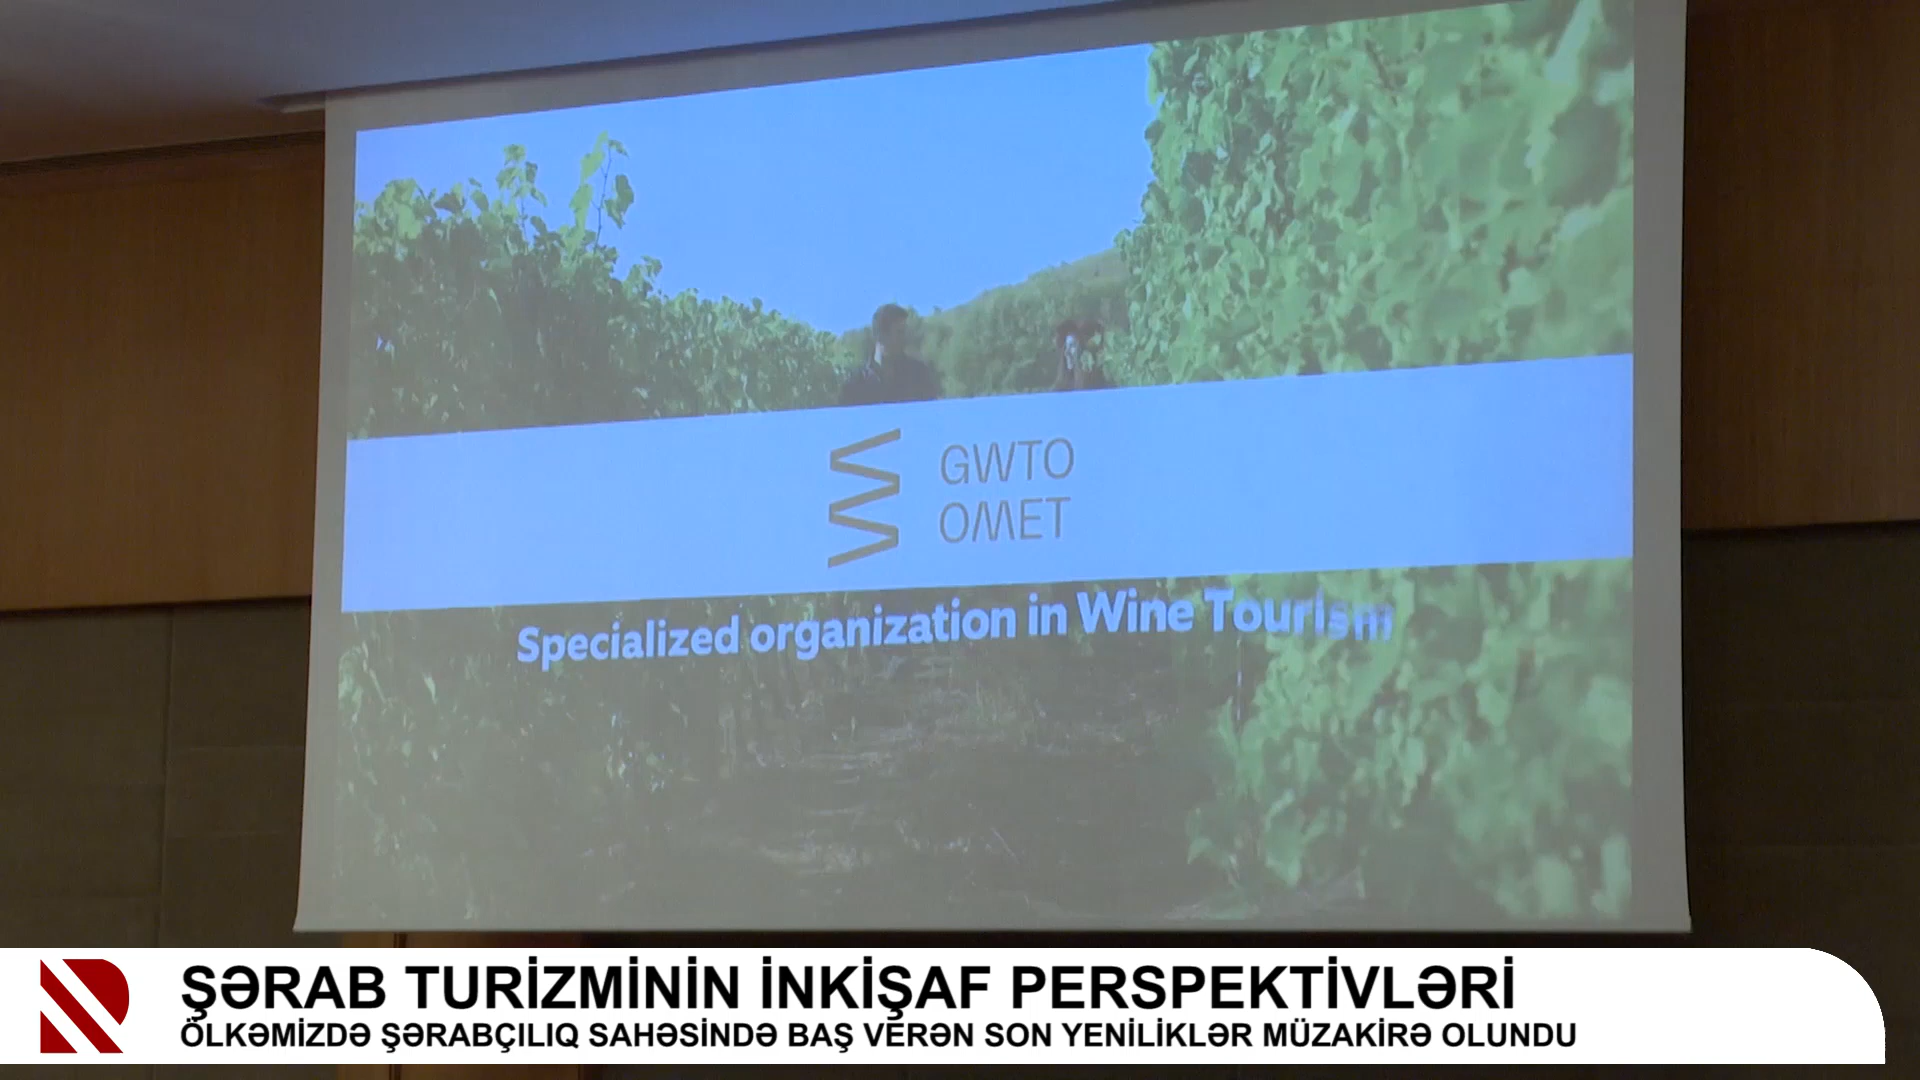 GWTO
OMET
Specialized organization in Wine Tourism
ŞƏRAB TURİZMİNİN İNKİŞAF PERSPEKTİVLƏRİ
ÖLKƏMİZDƏ ŞƏRABÇILIQ SAHƏSİNDƏ BAŞ VERƏN SON YENİLİKLƏR MÜZAKİRƏ OLUNDU